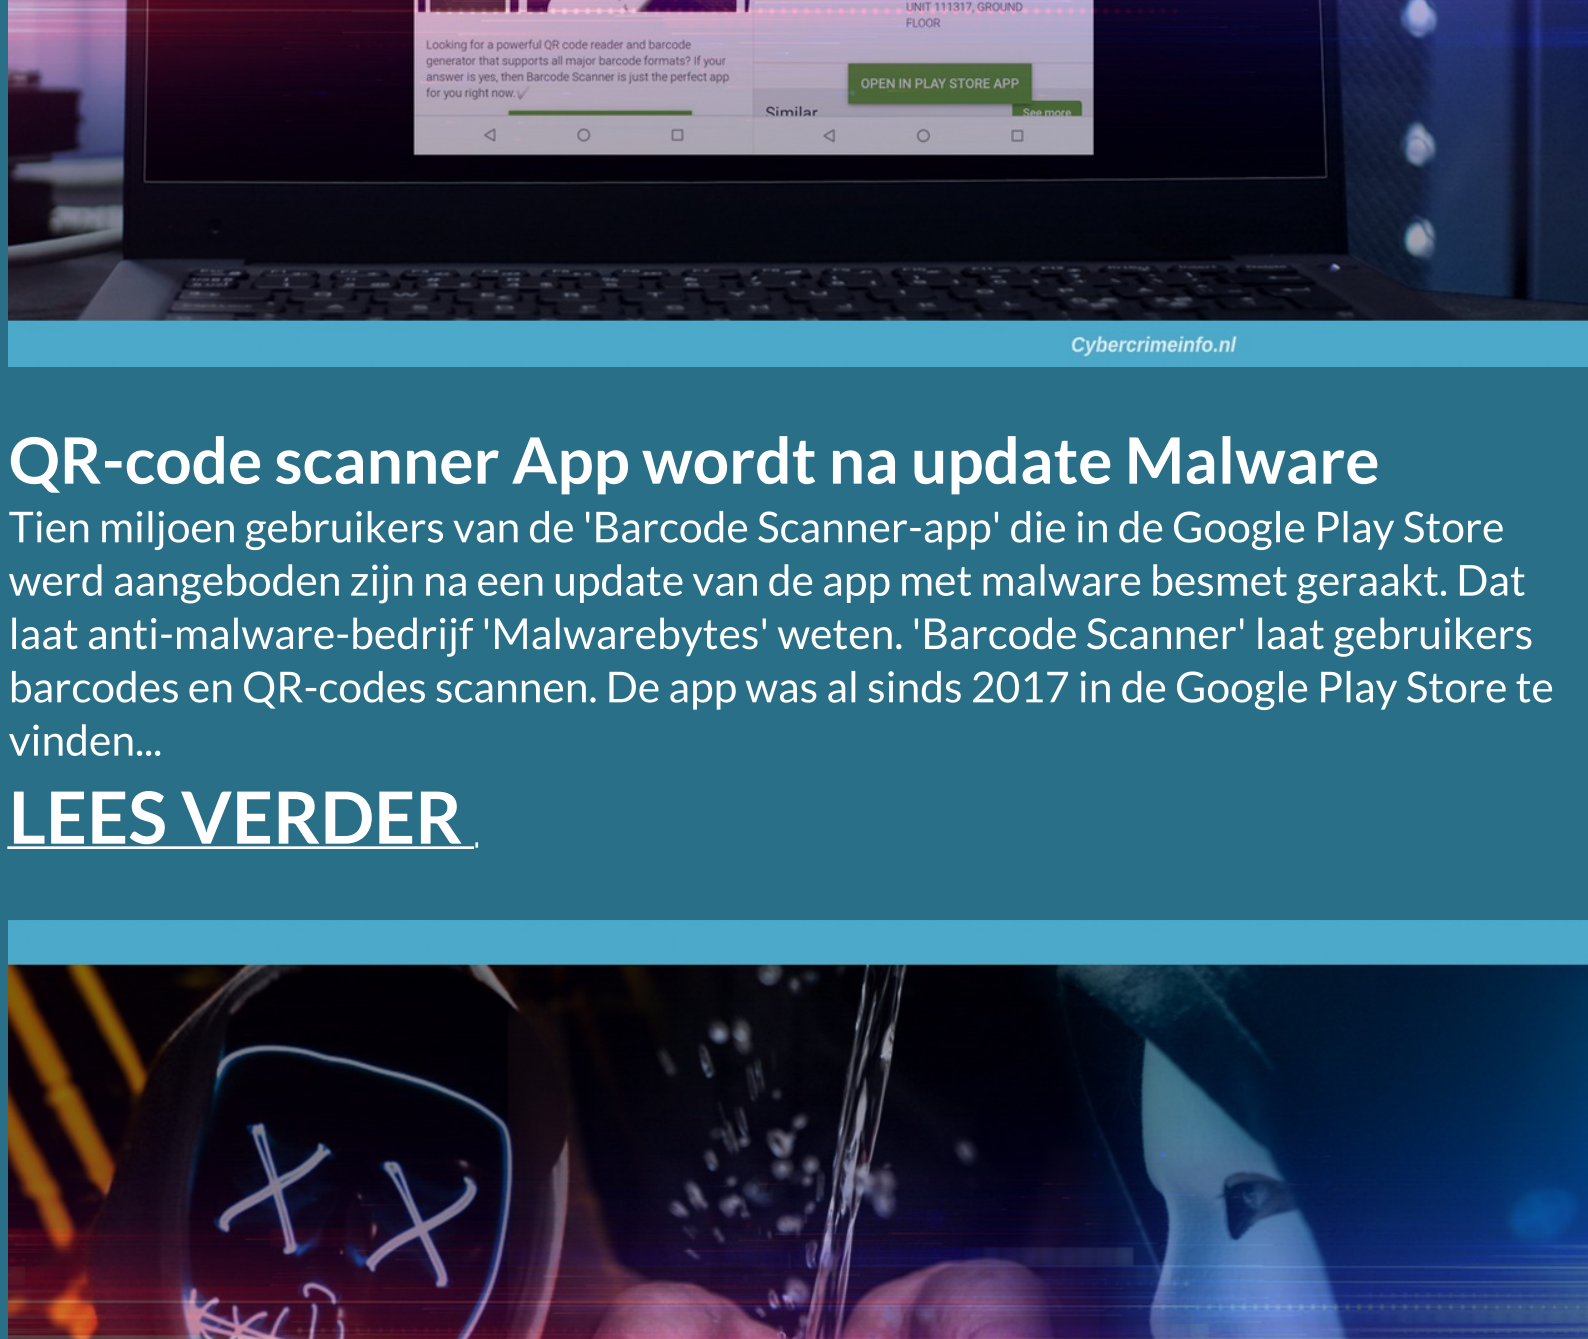 UNIT 111317, GROUND
FLOOR
Looking for a powerful QR code reader and barcode
generator that supports all major barcode formats? If your
answer is yes, then Barcode Scanner is just the perfect app
for you right now.
OPEN IN PLAY STORE APP
Similar
See more
Cybercrimeinfo.nl
QR-code scanner App wordt na update Malware
Tien miljoen gebruikers van de 'Barcode Scanner-app' die in de Google Play Store
werd aangeboden zijn na een update van de app met malware besmet geraakt. Dat
laat anti-malware-bedrijf 'Malwarebytes' weten. 'Barcode Scanner' laat gebruikers
barcodes en QR-codes scannen. De app was al sinds 2017 in de Google Play Store te
vinden...
LEES VERDER